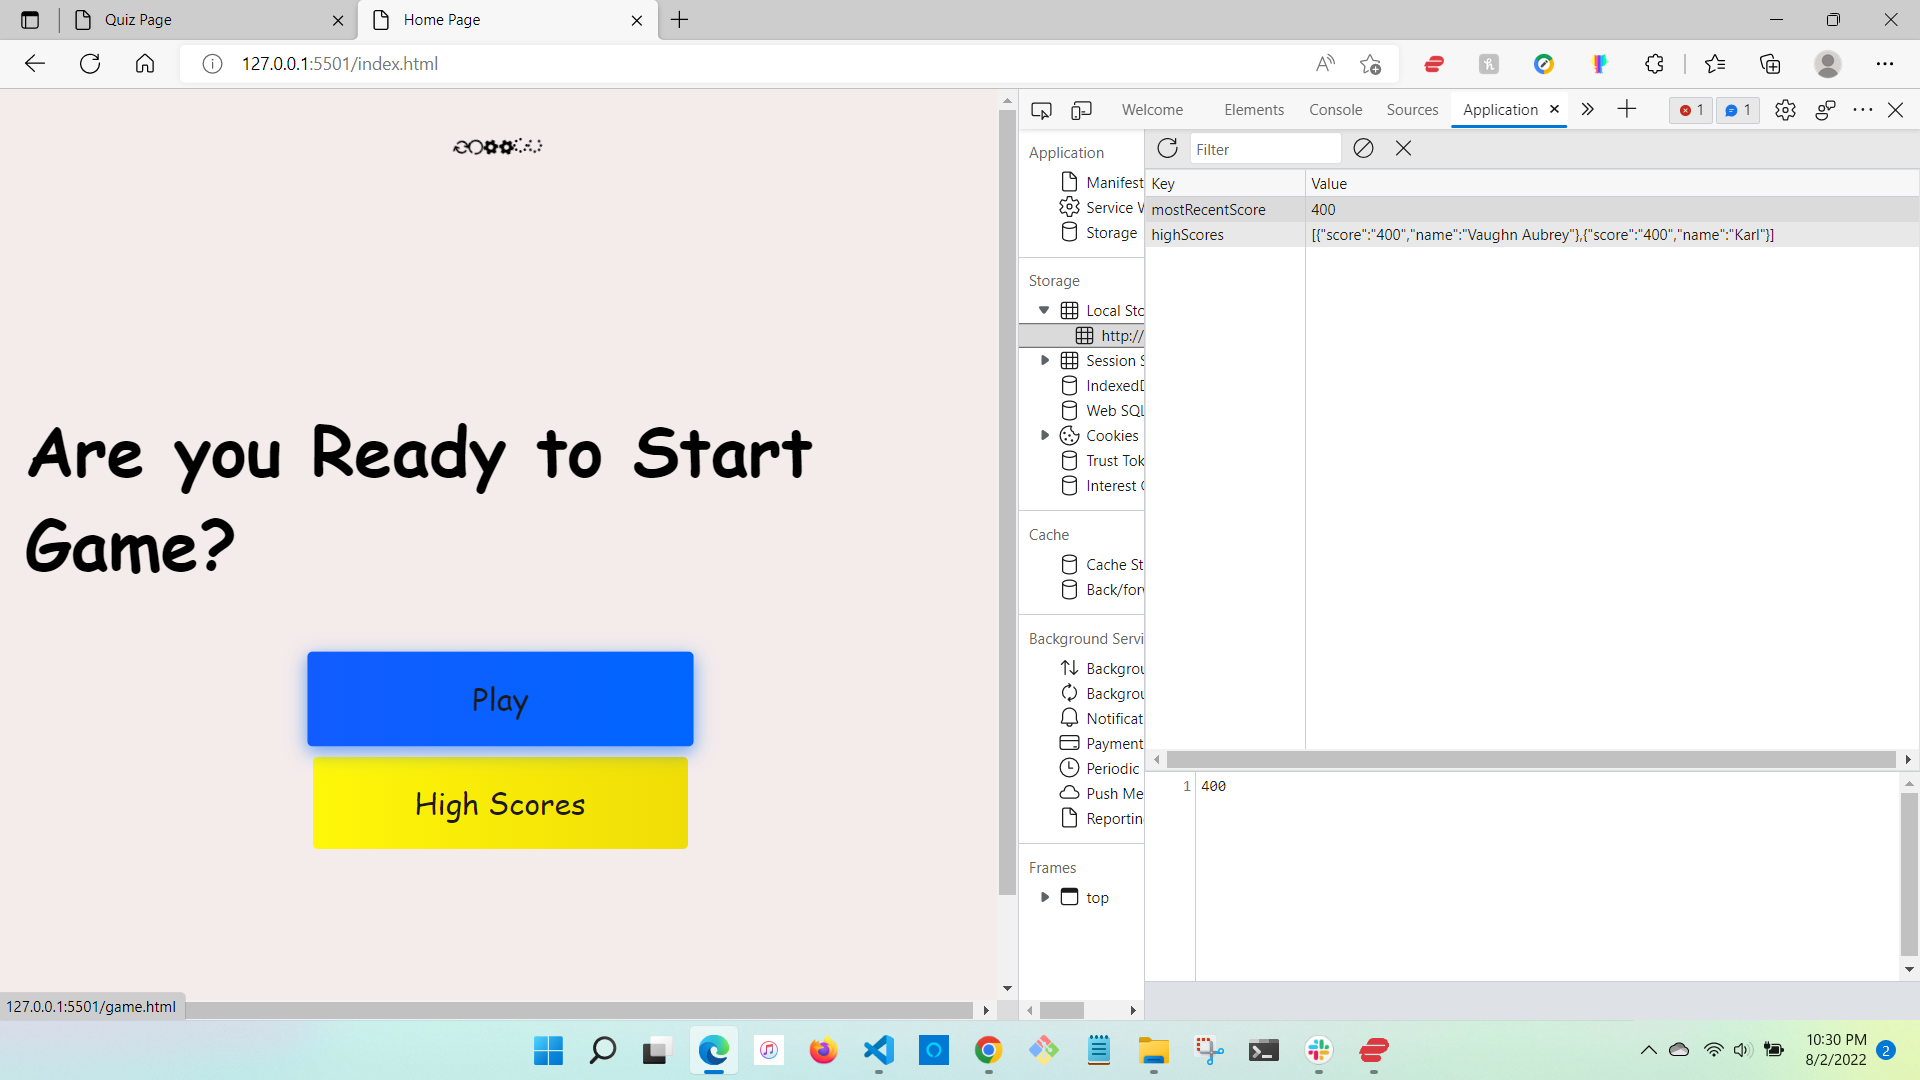 Quiz Page
Home Page
127.0.0.1:5501/index.html
Welcome Elements Console Sources Application 1 1
Are you Ready to Start
Game?
Play
High Scores
127.0.0.1:5501/game.html
Application
Manifest
Service W
Storage
Storage
Local Sto
http://
Session S
IndexedD
Web SQL
Cookies
Trust Tok
Interest G
Cache
Cache St
Back/forw
Background Servi
Backgrou
Backgrou
Notificat
Payment
Periodic
Push Me
Reportin
Frames
top
Filter
Key Value
mostRecentScore 400
highScores [{"score":"400","name":"Vaughn Aubrey"},{"score":"400","name":"Karl"}]
1 400
10:30 PM
8/2/2022
2